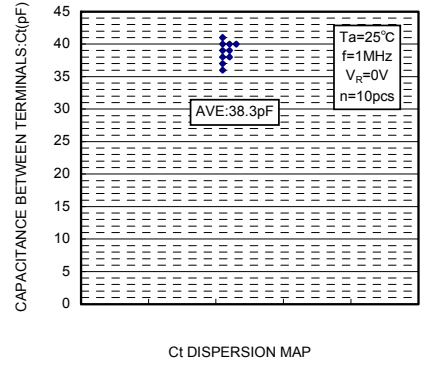 CAPACITANCE BETWEEN TERMINALS:Ct(pF)
45
40
35
30
25
20
15
10
5
0
Ta=25℃
f=1MHz
VR=0V
n=10pcs
AVE:38.3pF
Ct DISPERSION MAP